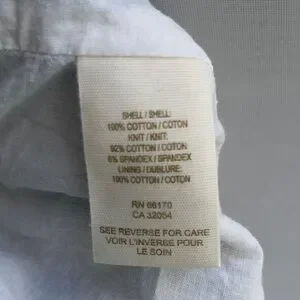 SHELL / SHELL:
100% COTTON / COTON
KNIT / KNIT:
92% COTTON / COTON
8% SPANDEX / SPANDEX
LINING / DUBLURE:
100% COTTON / COTON
RN 66170
CA 32054
SEE REVERSE FOR CARE
VOIR L'INVERSE POUR
LE SOIN